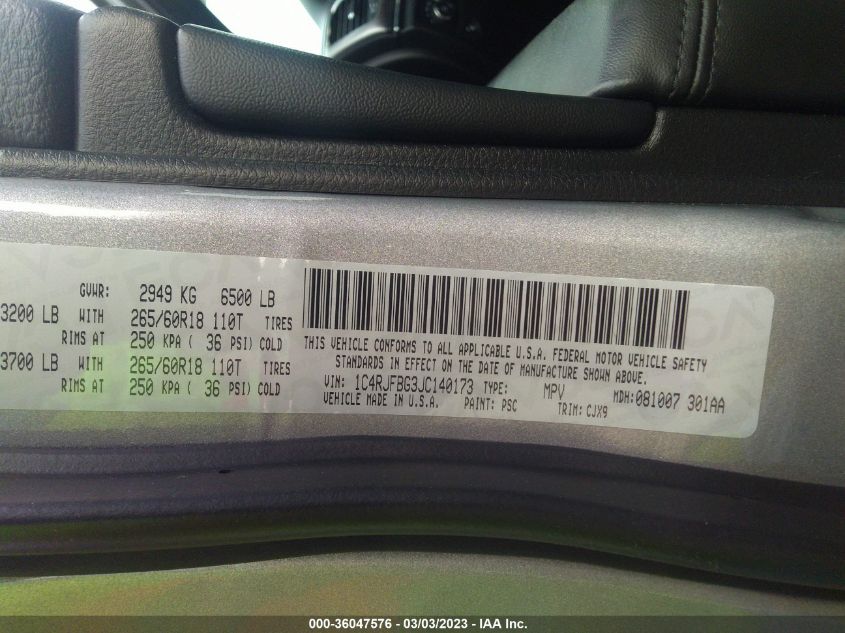 GVWR: 2949 KG 6500 LB
3200 LB WITH 265/60R18 110T TIRES
RIMS AT 250 KPA ( 36 PSI) COLD
3700 LB WITH 265/60R18 110T TIRES
RIMS AT 250 KPA ( 36 PSI) COLD
THIS VEHICLE CONFORMS TO ALL APPLICABLE U.S.A. FEDERAL MOTOR VEHICLE SAFETY
STANDARDS IN EFFECT ON THE DATE OF MANUFACTURE SHOWN ABOVE.
VIN: 1C4RJFBG3JC140173 TYPE: MPV MDH:081007 301AA
VEHICLE MADE IN U.S.A. PAINT: PSC TRIM: CJX9
000-36047576 - 03/03/2023 - IAA Inc.